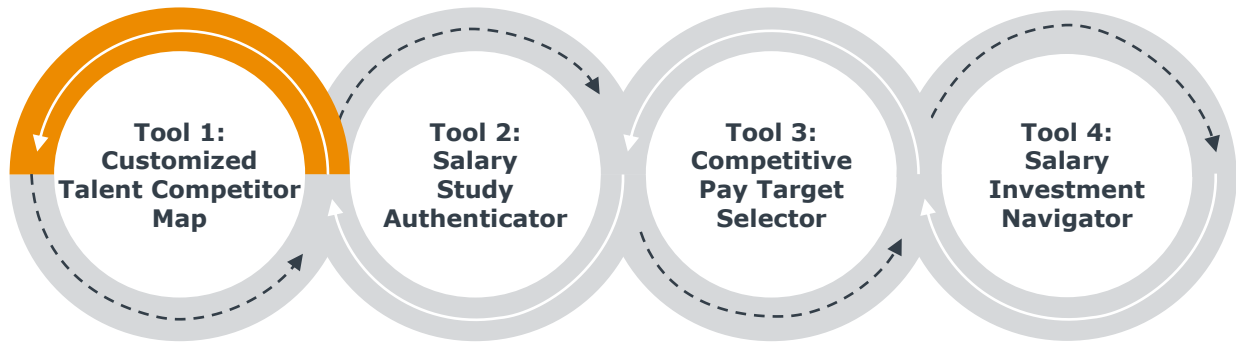 Tool 1:
Customized
Talent Competitor
Map
Tool 2:
Salary
Study
Authenticator
Tool 3:
Competitive
Pay Target
Selector
Tool 4:
Salary
Investment
Navigator